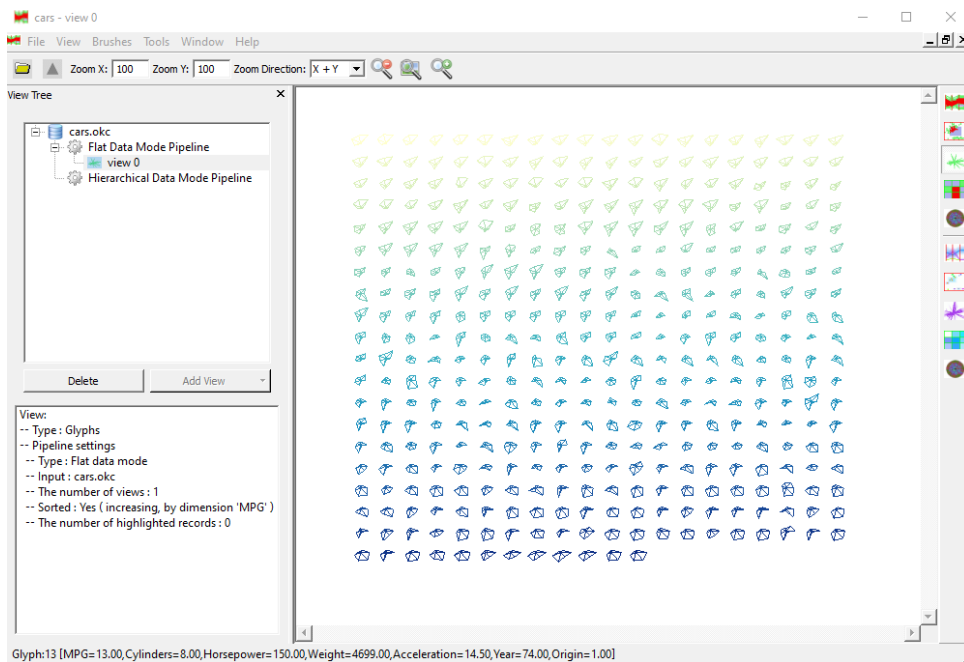 cars - view 0
File View Brushes Tools Window Help
Zoom X: 100 Zoom Y: 100 Zoom Direction: X + Y
View Tree
cars.okc
Flat Data Mode Pipeline
view 0
Hierarchical Data Mode Pipeline
Delete Add View
View:
-- Type : Glyphs
-- Pipeline settings
-- Type : Flat data mode
-- Input : cars.okc
-- The number of views : 1
-- Sorted : Yes ( increasing, by dimension 'MPG' )
-- The number of highlighted records : 0
Glyph:13 [MPG=13.00,Cylinders=8.00,Horsepower=150.00,Weight=4699.00,Acceleration=14.50,Year=74.00,Origin=1.00]